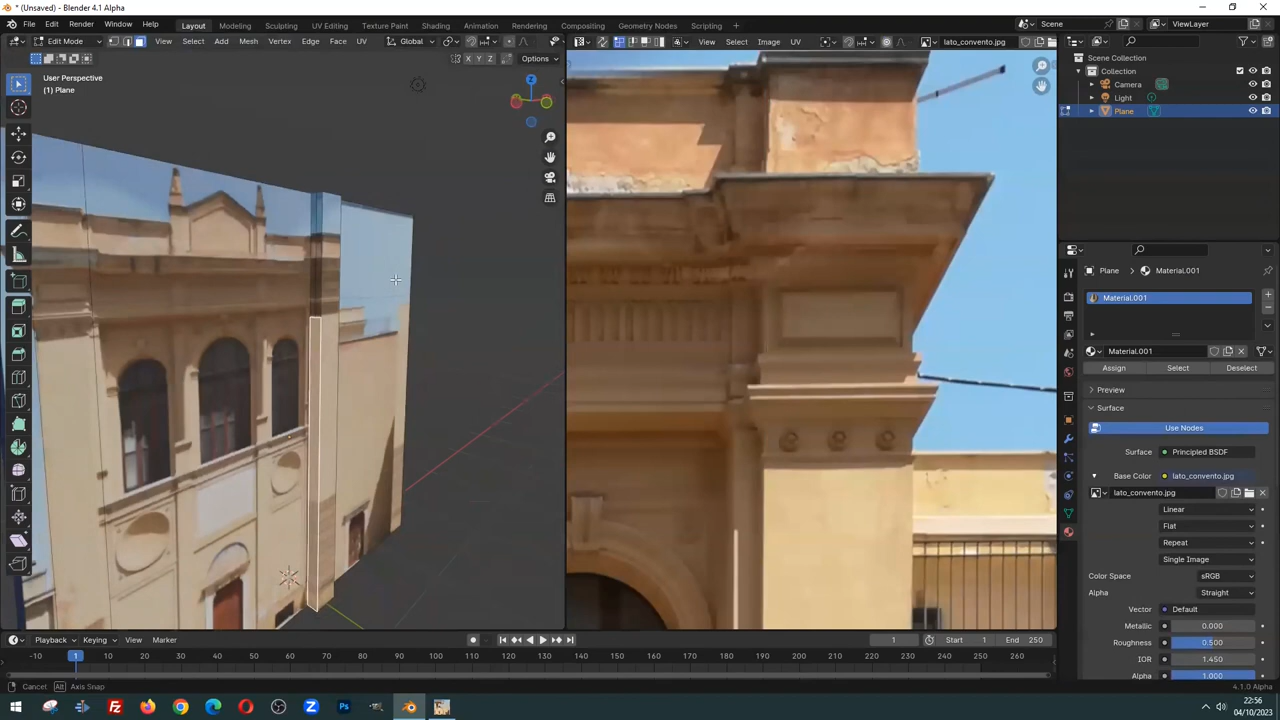 * (Unsaved) - Blender 4.1 Alpha
File Edit Render Window Help Layout Modeling Sculpting UV Editing Texture Paint Shading Animation Rendering Compositing Geometry Nodes Scripting Scene ViewLayer
Edit Mode View Select Add Mesh Vertex Edge Face UV Global View Select Image UV lato_convento.jpg
X Y Z Options
Scene Collection
Collection
Camera
Light
Plane
User Perspective
(1) Plane
Z
Plane Material.001
Material.001
Material.001
Assign Select Deselect
Preview
Surface
Use Nodes
Surface Principled BSDF
Base Color lato_convento.jpg
lato_convento.jpg
Linear
Flat
Repeat
Single Image
Color Space sRGB
Alpha Straight
Vector Default
Metallic 0.000
Roughness 0.500
IOR 1.450
Alpha 1.000
Playback Keying View Marker 1 Start 1 End 250
-10 1 10 20 30 40 50 60 70 80 90 100 110 120 130 140 150 160 170 180 190 200 210 220 230 240 250 260
Cancel Alt Axis Snap 4.1.0 Alpha
22:56
04/10/2023